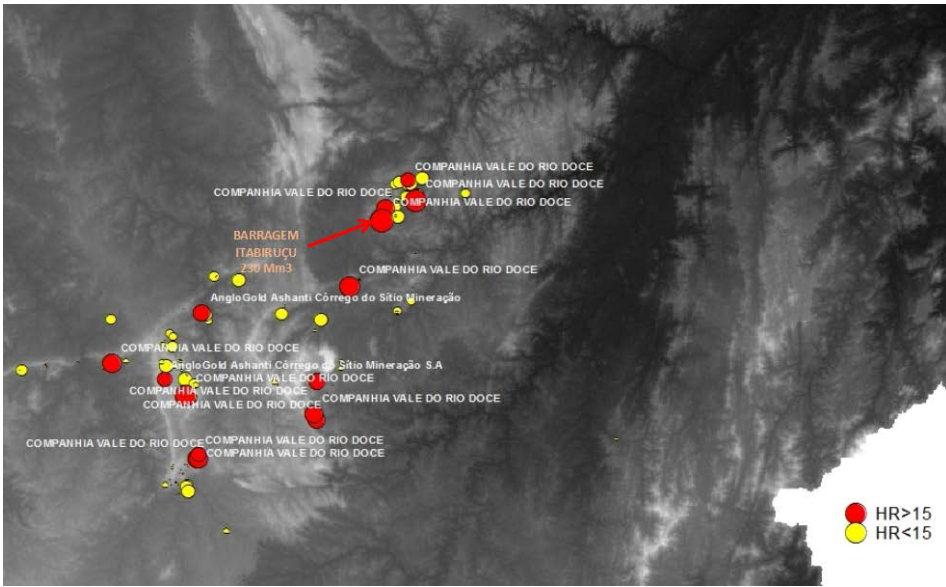 COMPANHIA VALE DO RIO DOCE
COMPANHIA VALE DO RIO DOCE
COMPANHIA VALE DO RIO DOCE
COMPANHIA VALE DO RIO DOCE
BARRAGEM
ITABIRUÇU
230 Mm3
COMPANHIA VALE DO RIO DOCE
AngloGold Ashanti Córrego do Sítio Mineração
COMPANHIA VALE DO RIO DOCE
AngloGold Ashanti Córrego do Sítio Mineração S.A
COMPANHIA VALE DO RIO DOCE
COMPANHIA VALE DO RIO DOCE
COMPANHIA VALE DO RIO DOCE
COMPANHIA VALE DO RIO DOCE
COMPANHIA VALE DO RIO DOCE
COMPANHIA VALE DO RIO DOCE
COMPANHIA VALE DO RIO DOCE
HR>15
HR<15